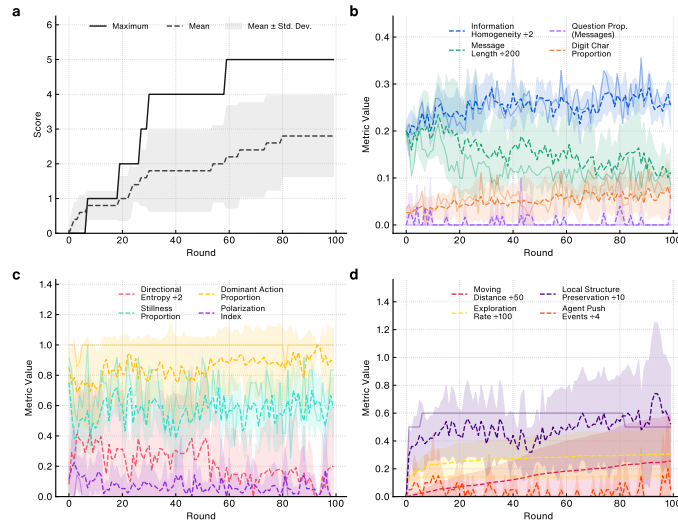 a
Maximum
Mean
Mean ± Std. Dev.
6
5
4
3
2
1
0
Score
0
20
40
60
80
100
Round
b
Information
Homogeneity ÷2
Message
Length ÷200
Question Prop.
(Messages)
Digit Char
Proportion
0.4
0.3
0.2
0.1
0.0
Metric Value
0
20
40
60
80
100
Round
c
Directional
Entropy ÷2
Stillness
Proportion
Dominant Action
Proportion
Polarization
Index
1.4
1.2
1.0
0.8
0.6
0.4
0.2
0.0
Metric Value
0
20
40
60
80
100
Round
d
Moving
Distance ÷50
Exploration
Rate ÷100
Local Structure
Preservation ÷10
Agent Push
Events ÷4
1.4
1.2
1.0
0.8
0.6
0.4
0.2
0.0
Metric Value
0
20
40
60
80
100
Round